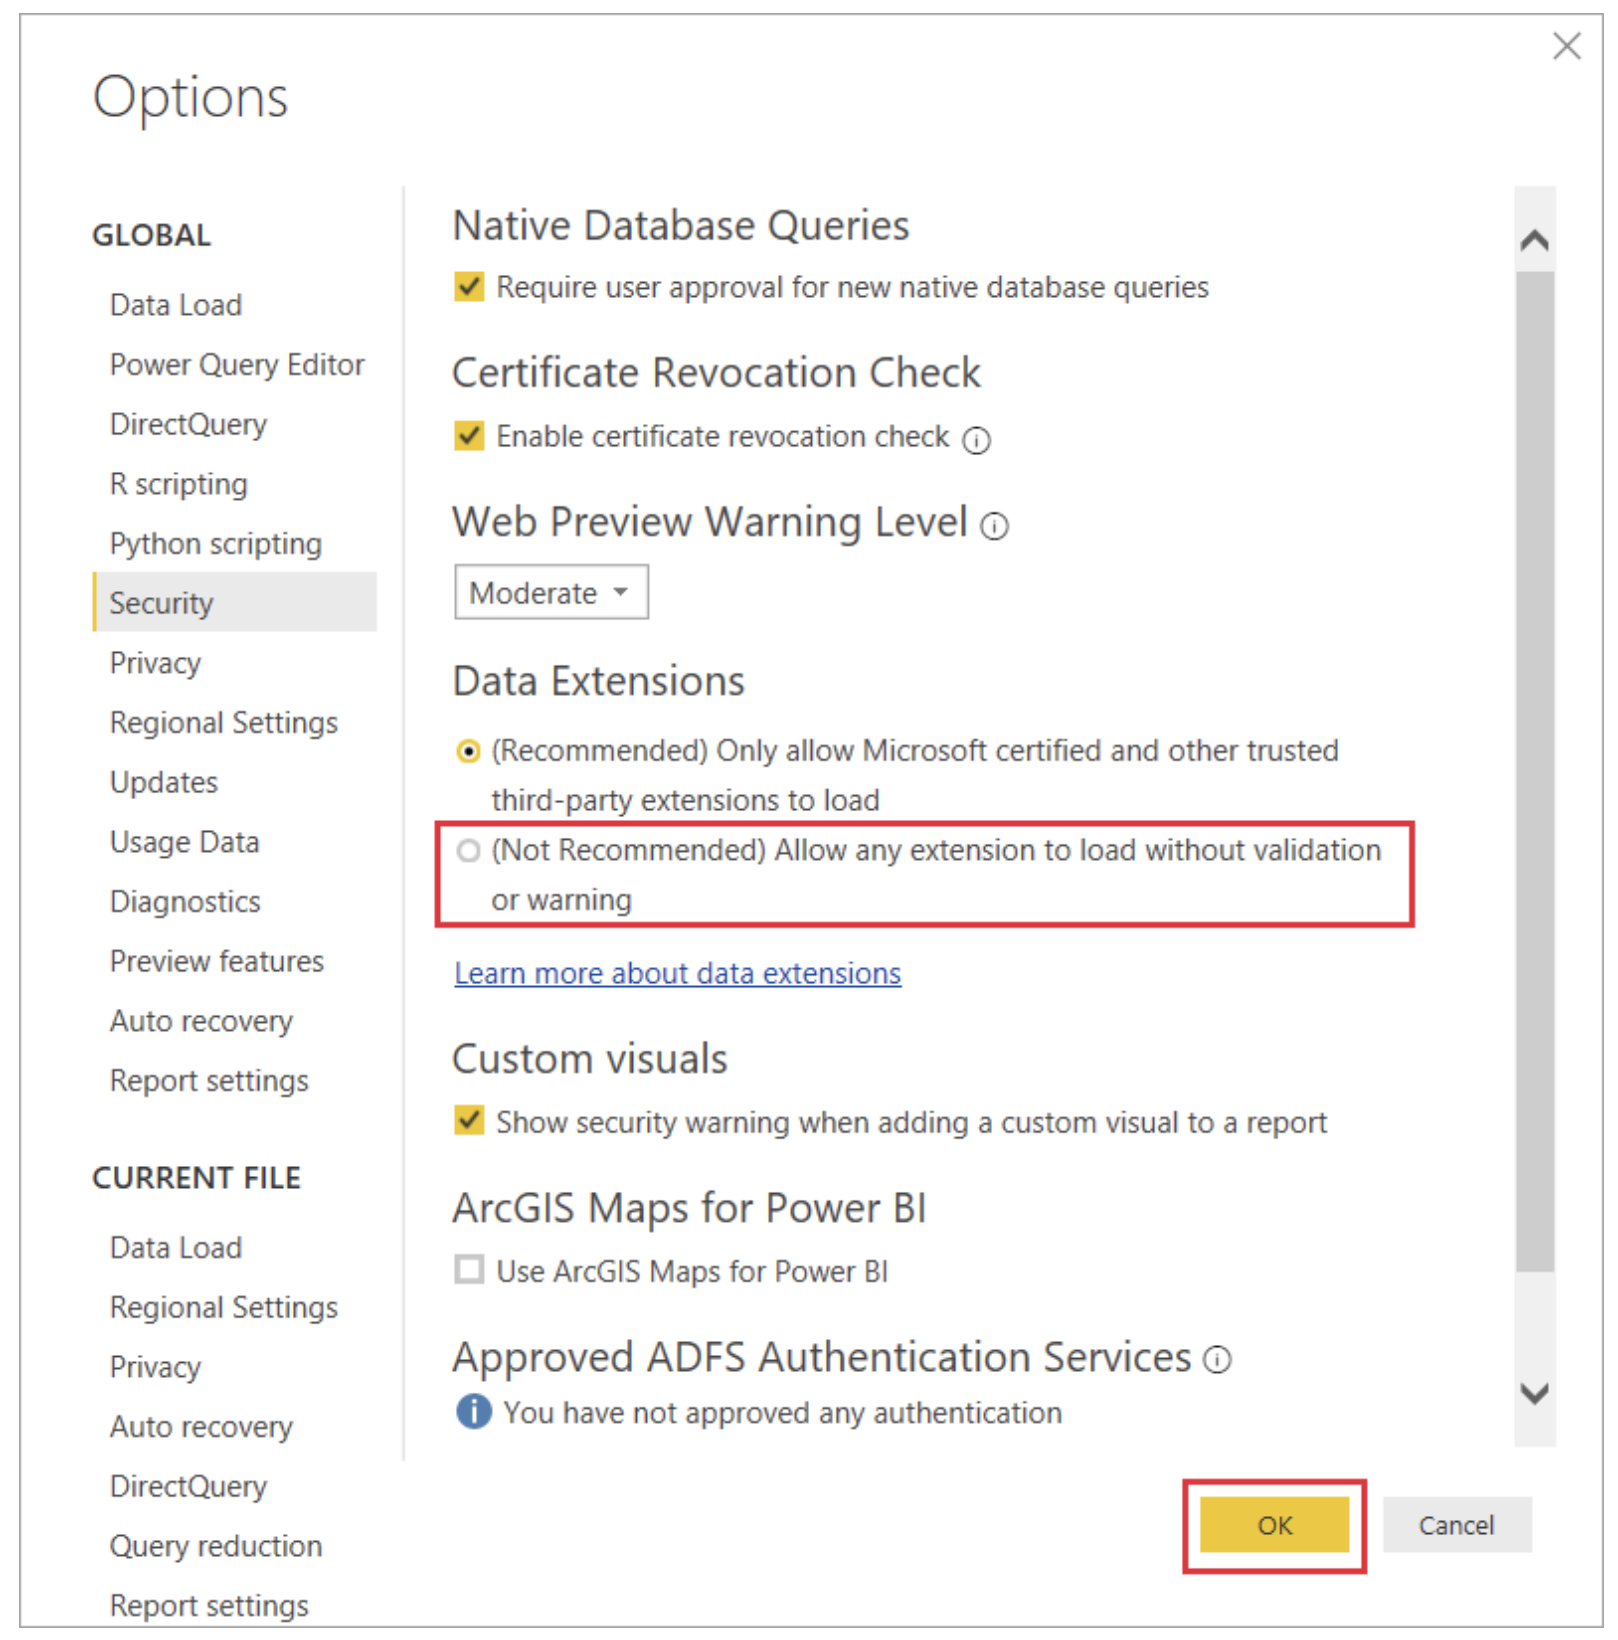 Options
GLOBAL
Data Load
Power Query Editor
DirectQuery
R scripting
Python scripting
Security
Privacy
Regional Settings
Updates
Usage Data
Diagnostics
Preview features
Auto recovery
Report settings
CURRENT FILE
Data Load
Regional Settings
Privacy
Auto recovery
DirectQuery
Query reduction
Report settings
Native Database Queries
Require user approval for new native database queries
Certificate Revocation Check
Enable certificate revocation check
Web Preview Warning Level
Moderate
Data Extensions
(Recommended) Only allow Microsoft certified and other trusted
third-party extensions to load
(Not Recommended) Allow any extension to load without validation
or warning
Learn more about data extensions
Custom visuals
Show security warning when adding a custom visual to a report
ArcGIS Maps for Power BI
Use ArcGIS Maps for Power BI
Approved ADFS Authentication Services
You have not approved any authentication
OK
Cancel